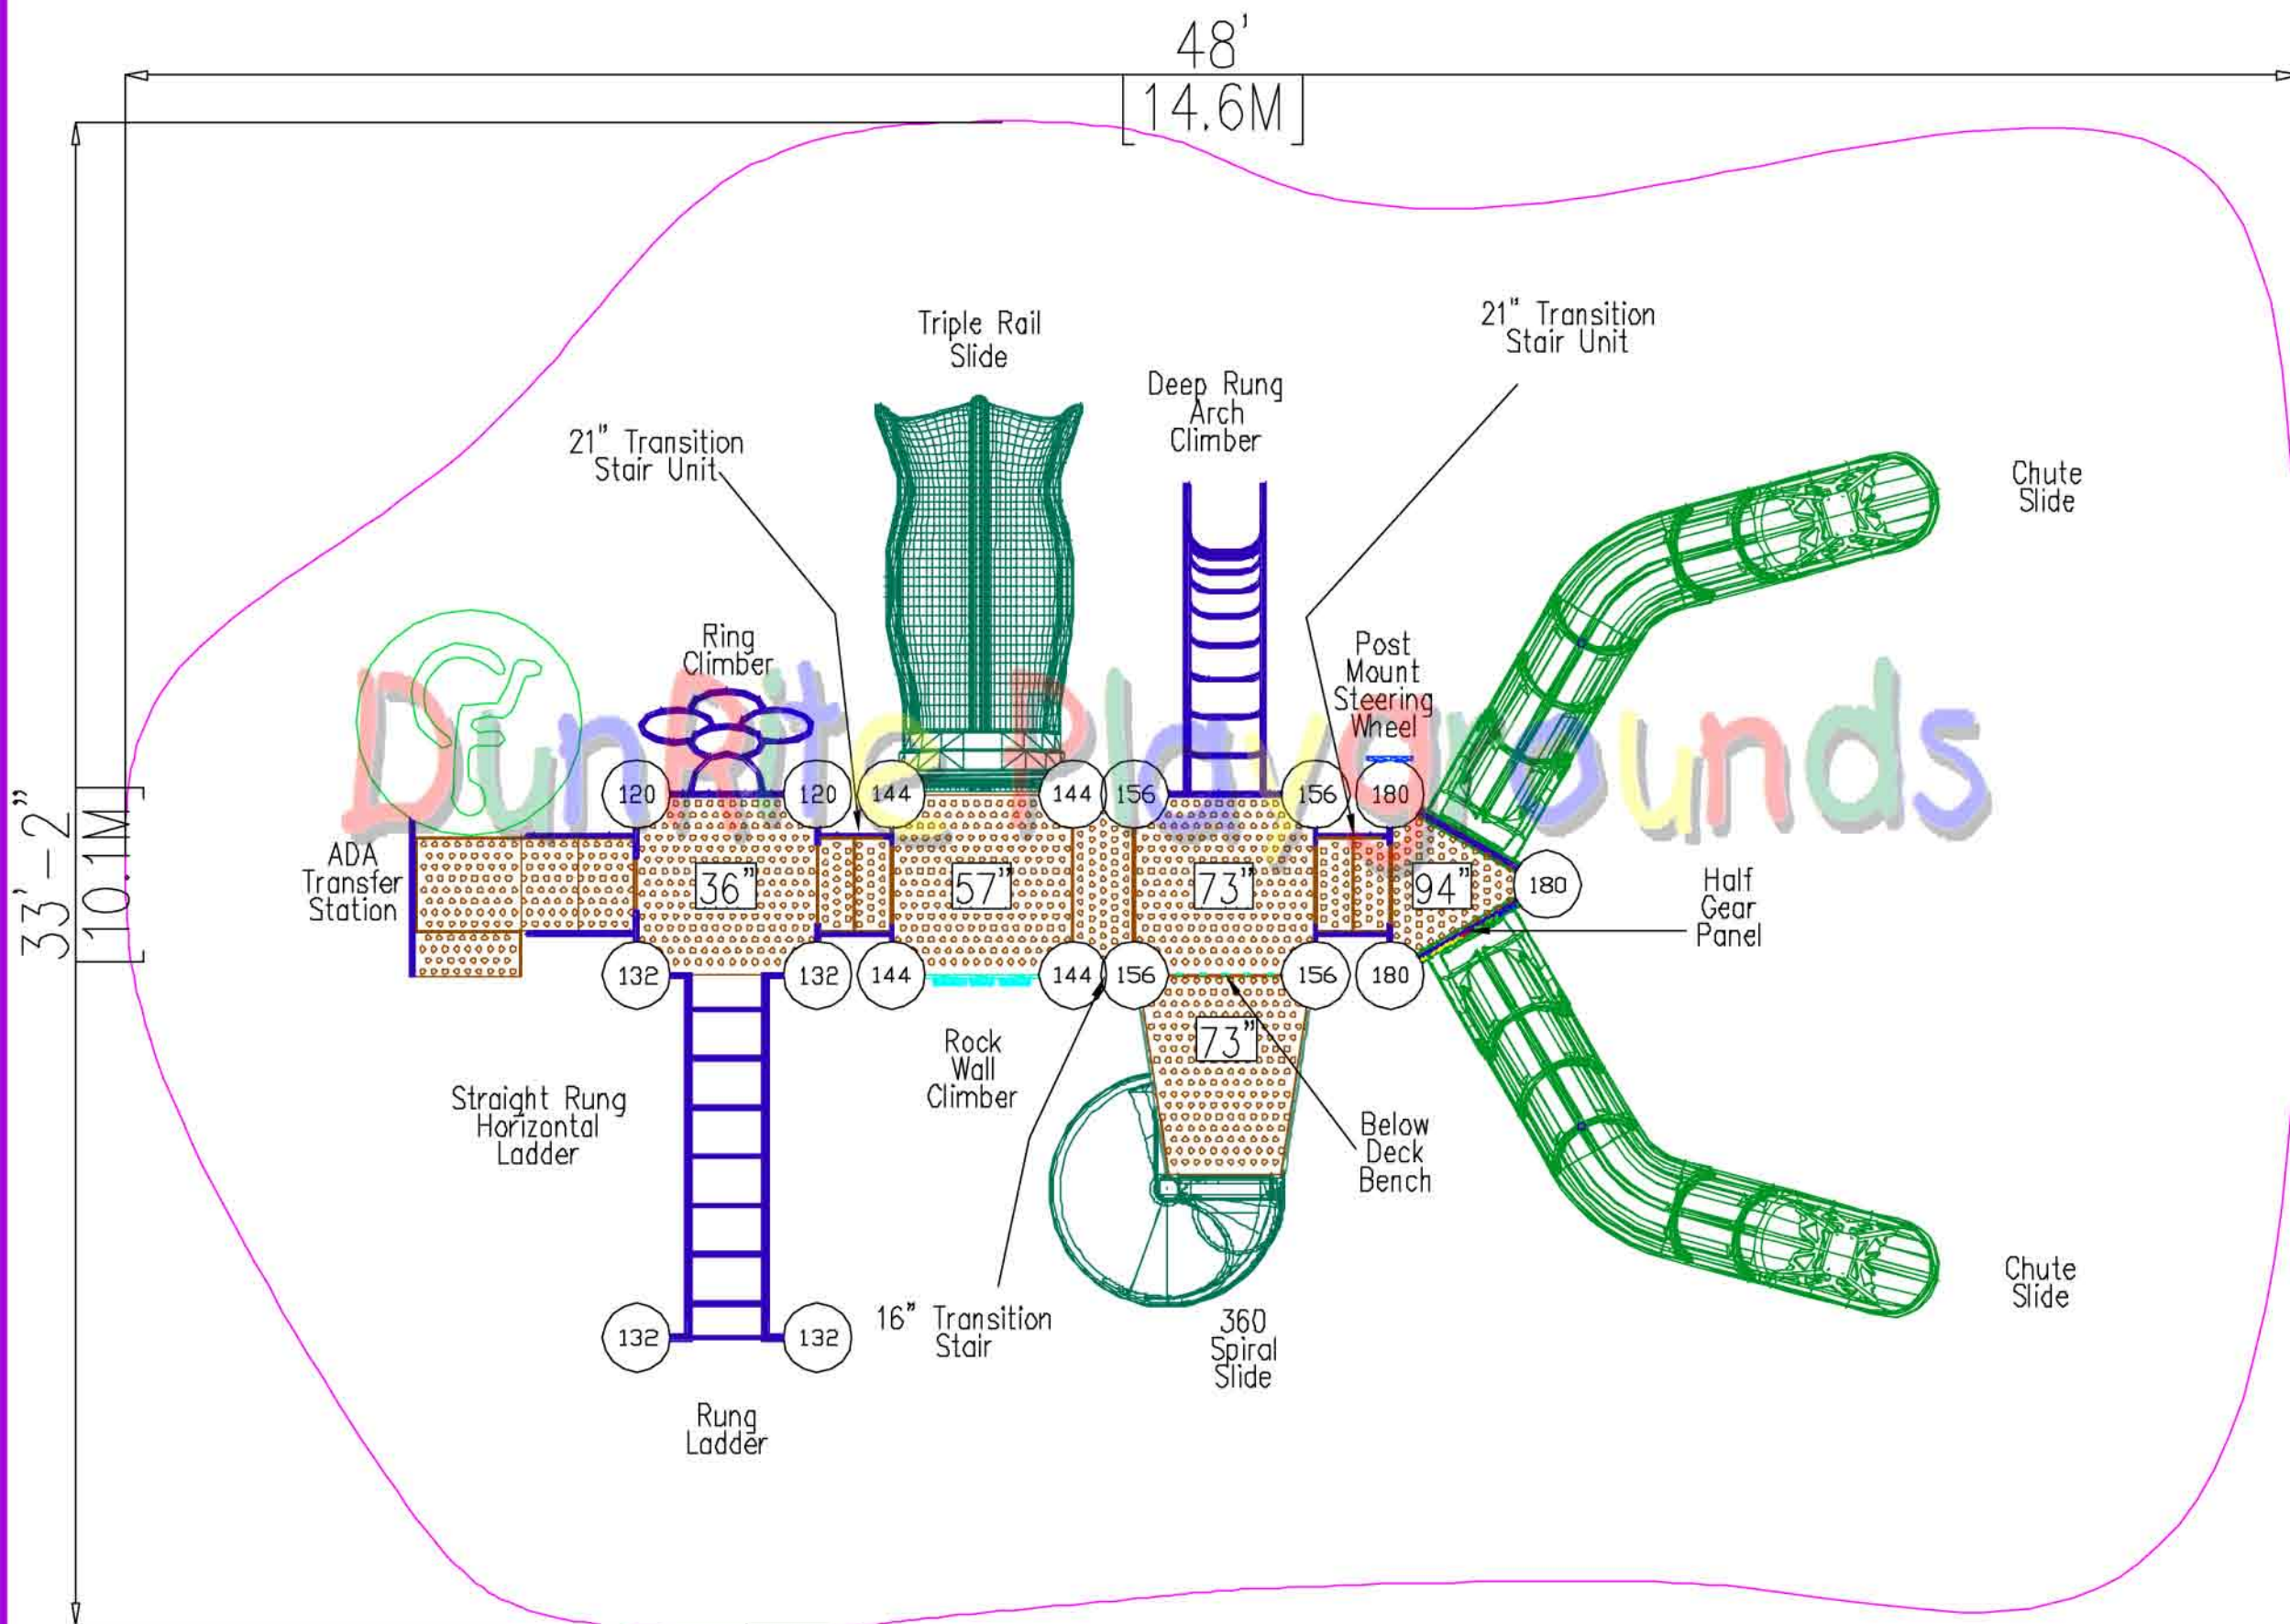 48'
[14.6M]
33'-2"
[10.1M]
Triple Rail
Slide
21" Transition
Stair Unit
Deep Rung
Arch
Climber
21" Transition
Stair Unit
Chute
Slide
Ring
Climber
Post
Mount
Steering
Wheel
DunRite Playgrounds
120
120
144
144
156
156
180
ADA
Transfer
Station
36"
57"
73"
94"
180
Half
Gear
Panel
132
132
144
144
156
156
180
73"
Rock
Wall
Climber
Straight Rung
Horizontal
Ladder
Below
Deck
Bench
132
132
16" Transition
Stair
360
Spiral
Slide
Chute
Slide
Rung
Ladder